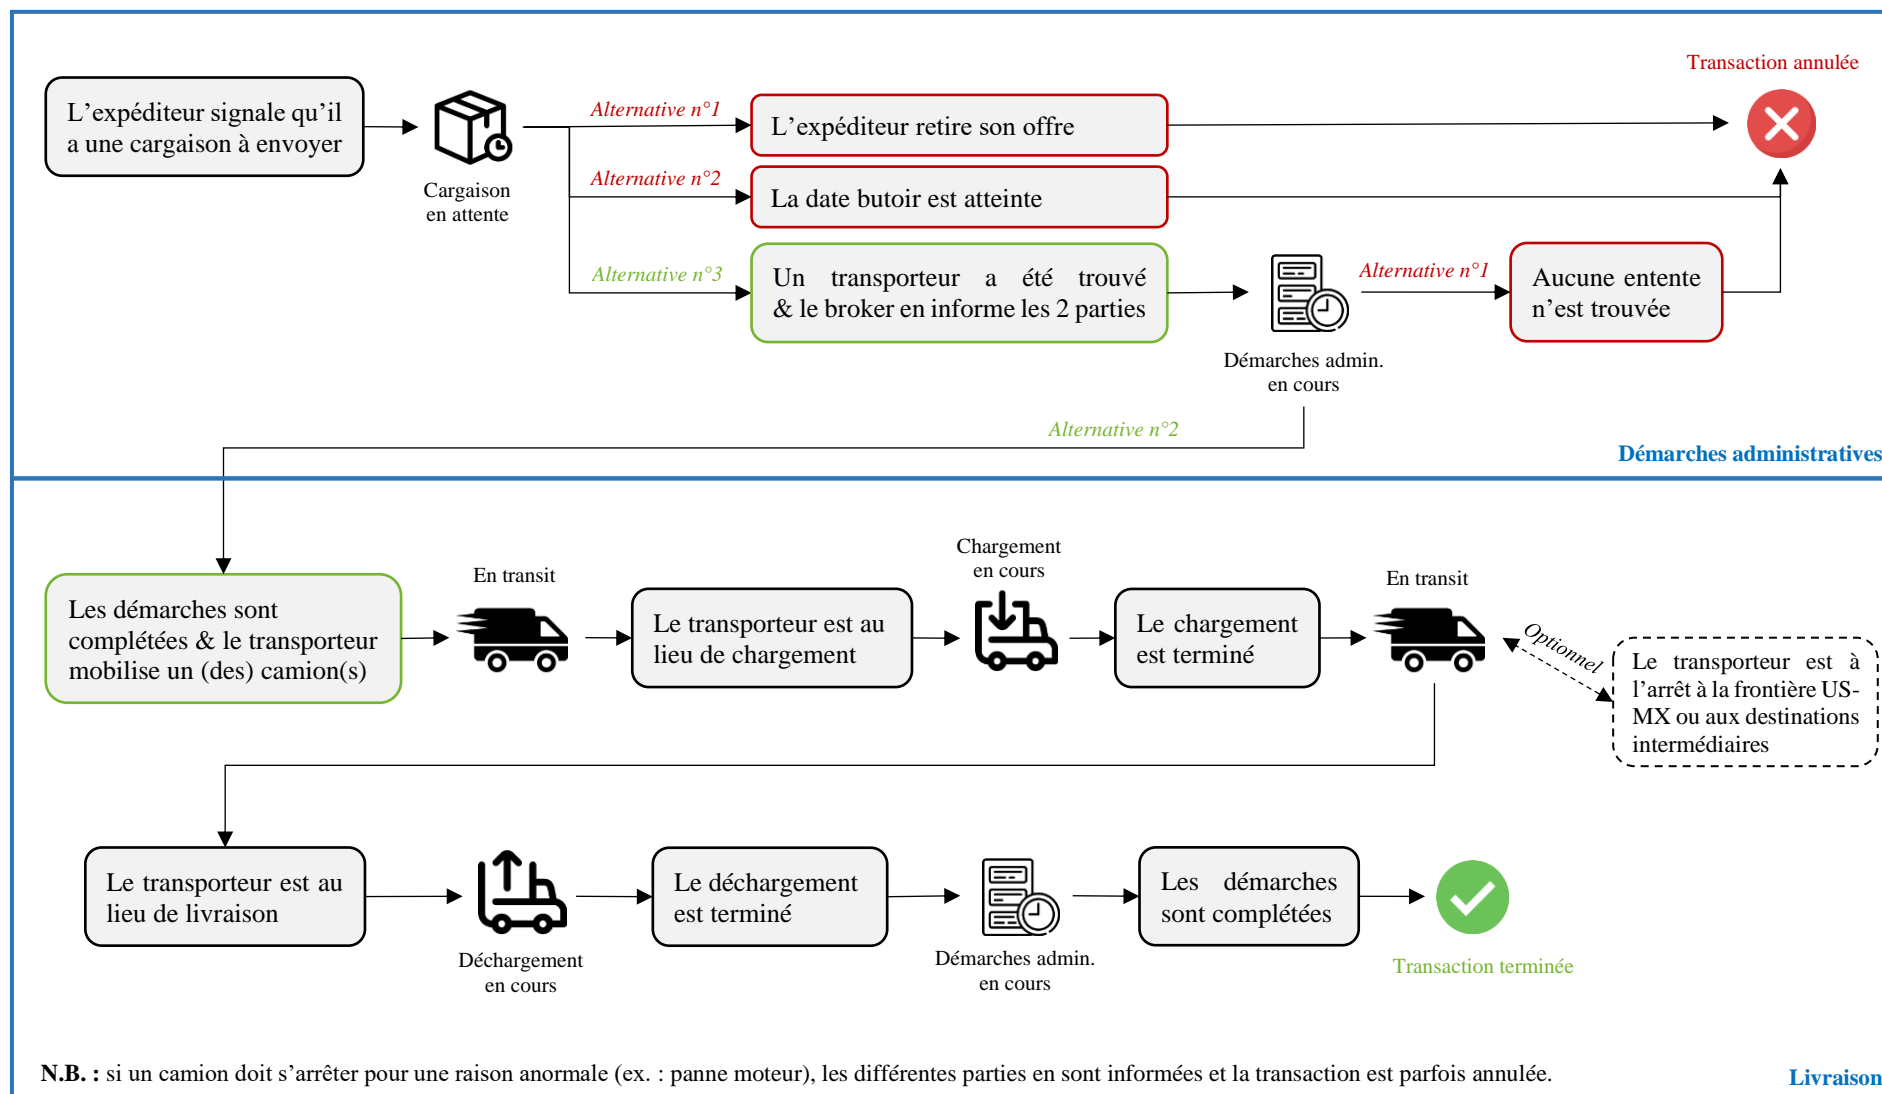 Transaction annulée
L’expéditeur signale qu’il
a une cargaison à envoyer
Cargaison
en attente
Alternative n°1
L’expéditeur retire son offre
Alternative n°2
La date butoir est atteinte
Alternative n°3
Un transporteur a été trouvé
& le broker en informe les 2 parties
Démarches admin.
en cours
Alternative n°1
Aucune entente
n’est trouvée
Alternative n°2
Démarches administratives
Les démarches sont
complétées & le transporteur
mobilise un (des) camion(s)
En transit
Le transporteur est au
lieu de chargement
Chargement
en cours
Le chargement
est terminé
En transit
Optionnel
Le transporteur est à
l’arrêt à la frontière US-
MX ou aux destinations
intermédiaires
Le transporteur est au
lieu de livraison
Déchargement
en cours
Le déchargement
est terminé
Démarches admin.
en cours
Les démarches
sont complétées
Transaction terminée
N.B. : si un camion doit s’arrêter pour une raison anormale (ex. : panne moteur), les différentes parties en sont informées et la transaction est parfois annulée.
Livraison